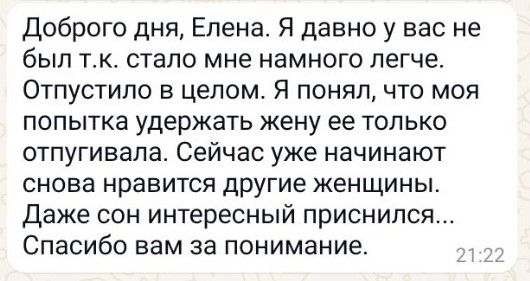 Доброго дня, Елена. Я давно у вас не
был т.к. стало мне намного легче.
Отпустило в целом. Я понял, что моя
попытка удержать жену ее только
отпугивала. Сейчас уже начинают
снова нравится другие женщины.
Даже сон интересный приснился...
Спасибо вам за понимание.
21:22